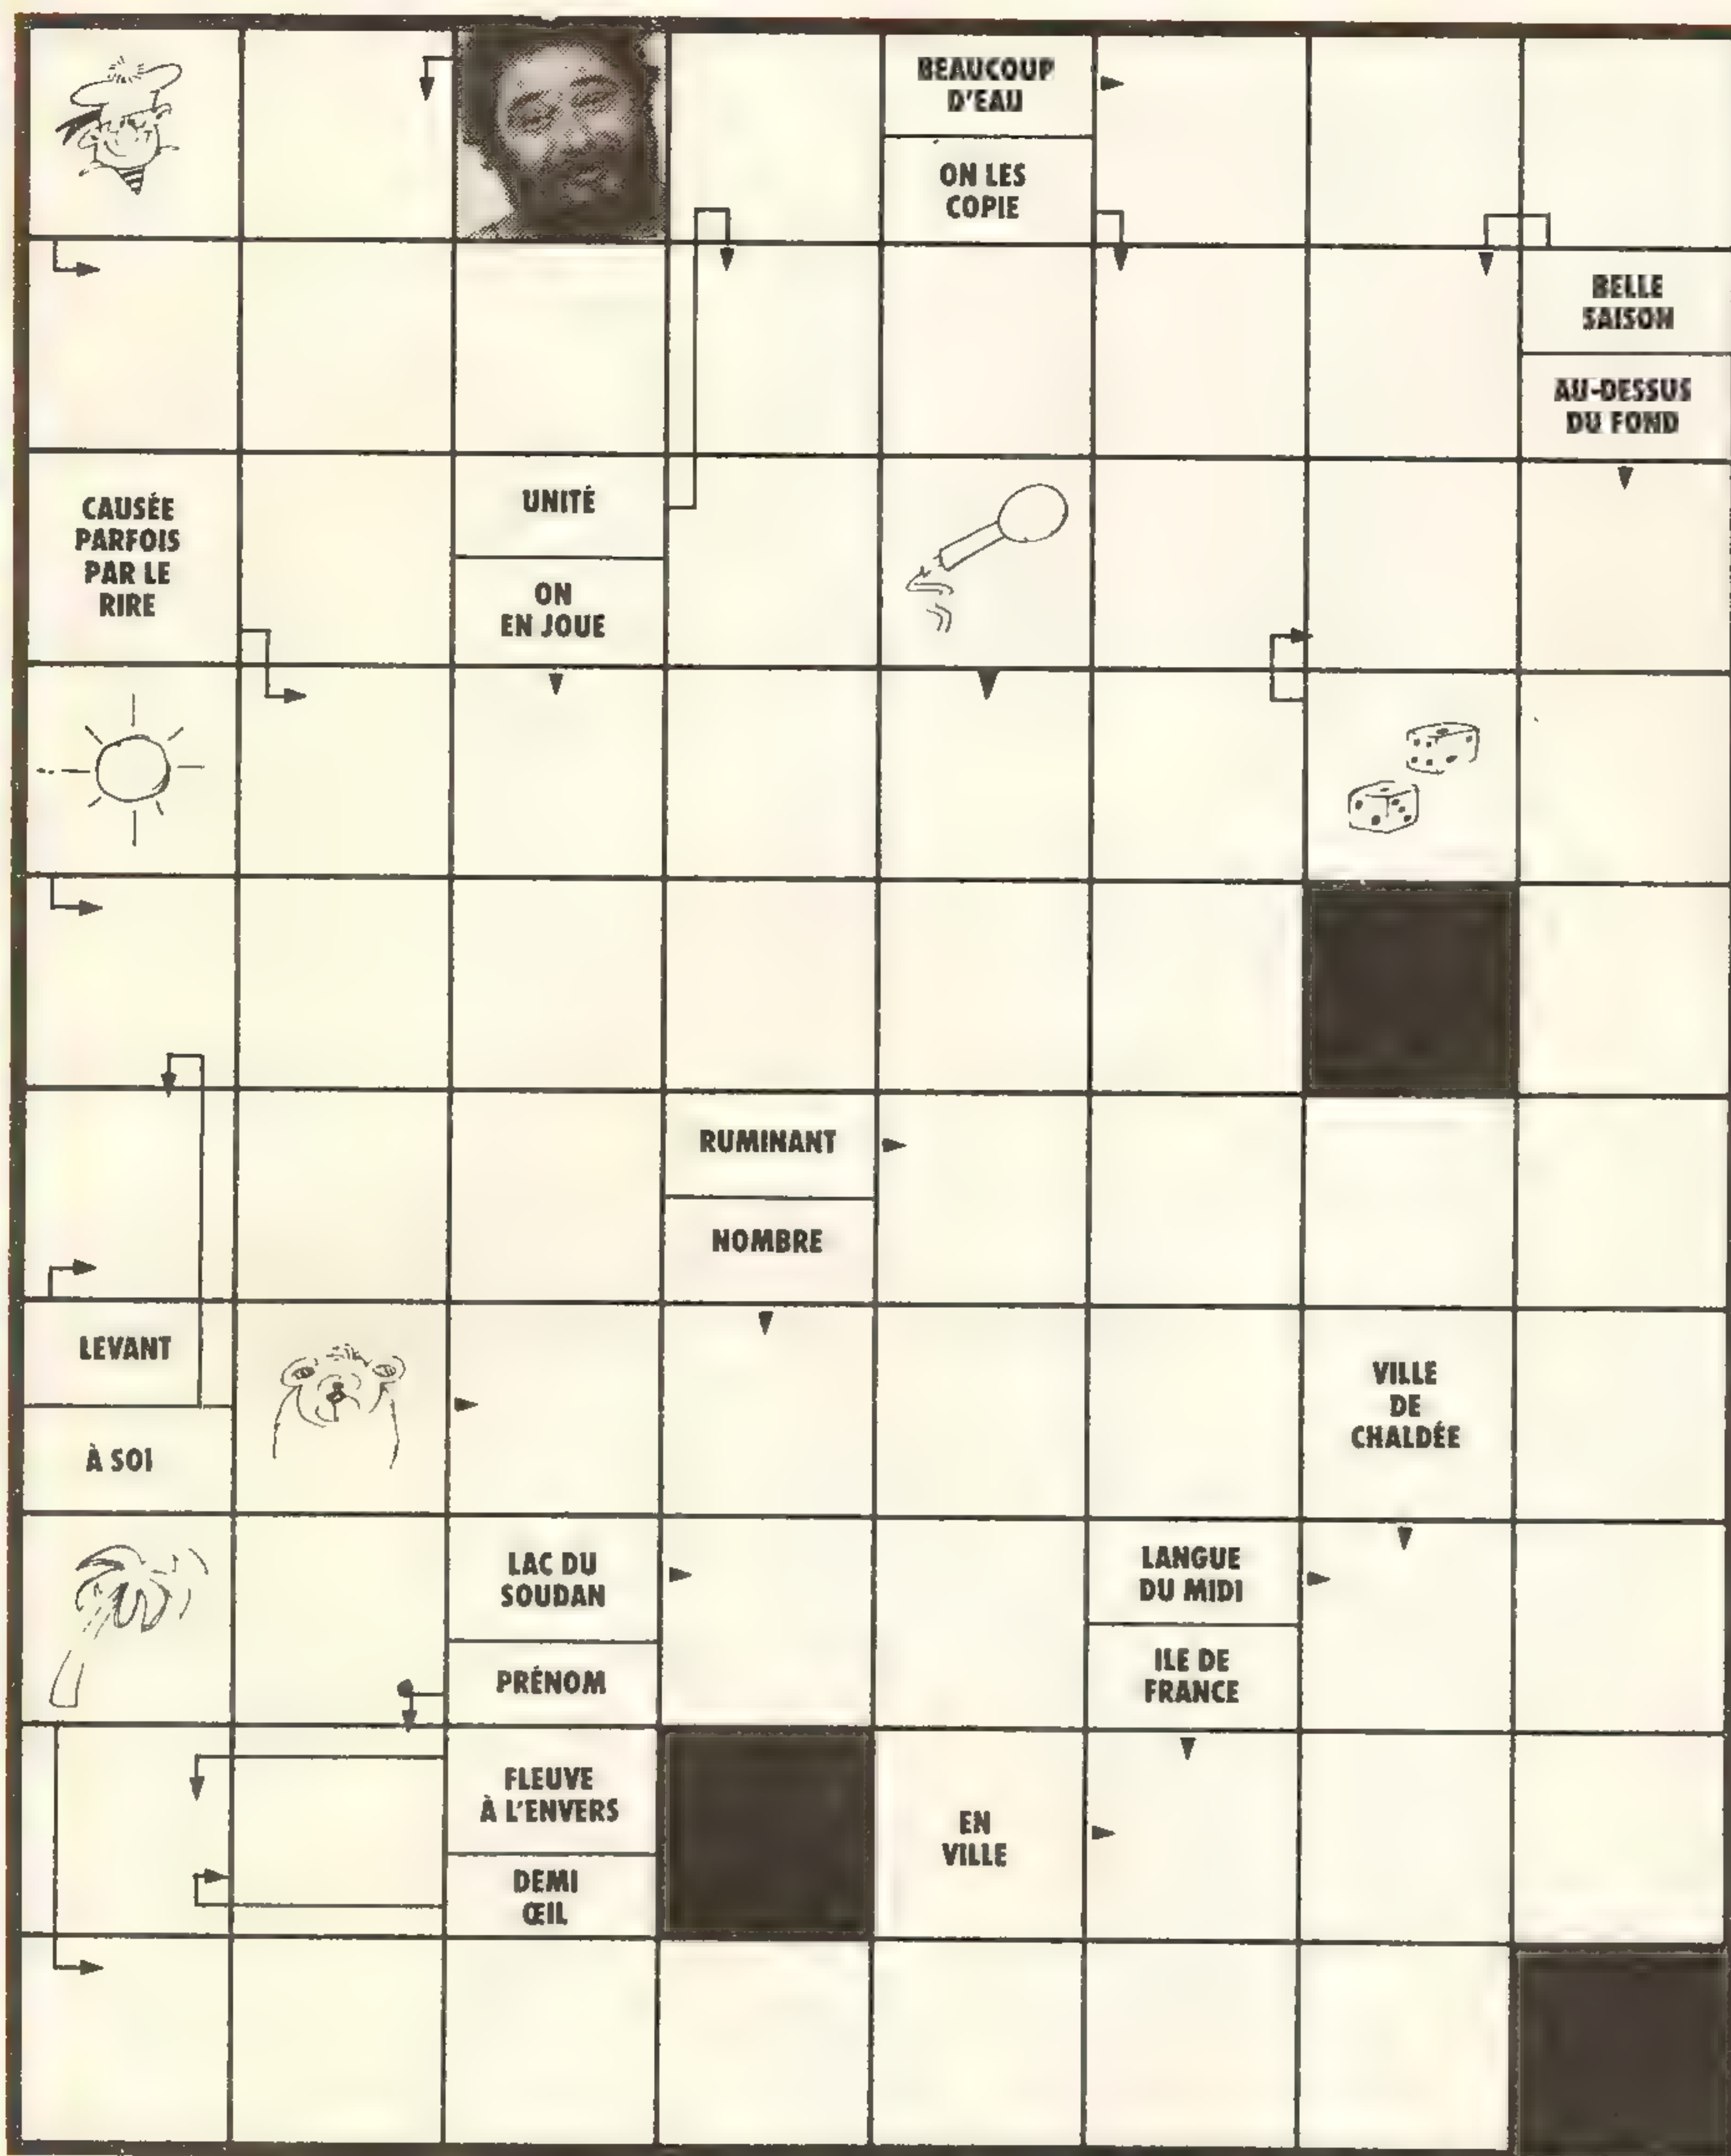 BEAUCOUP
D'EAU
ON LES
COPIE
BELLE
SAISON
AU-DESSUS
DU FOND
CAUSÉE
PARFOIS
PAR LE
RIRE
UNITÉ
ON
EN JOUE
RUMINANT
NOMBRE
LEVANT
À SOI
VILLE
DE
CHALDÉE
LAC DU
SOUDAN
PRÉNOM
LANGUE
DU MIDI
ILE DE
FRANCE
FLEUVE
À L'ENVERS
DEMI
ŒIL
EN
VILLE